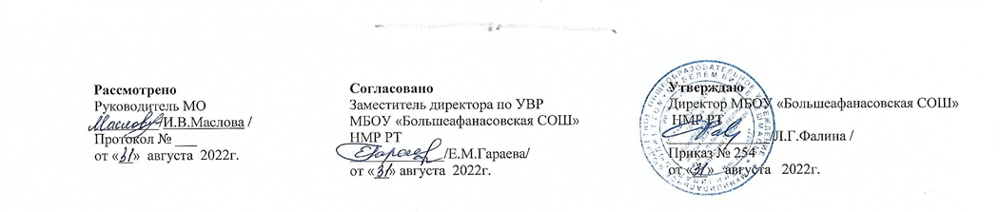 Рассмотрено
Руководитель МО
Маслова /И.В.Маслова /
Протокол № ___
от «31» августа 2022г.
Согласовано
Заместитель директора по УВР
МБОУ «Большеафанасовская СОШ»
НМР РТ
/Е.М.Гараева/
от «31» августа 2022г.
Утверждаю
Директор МБОУ «Большеафанасовская СОШ»
НМР РТ
Л.Г.Фалина /
Приказ № 254
от «31» августа 2022г.